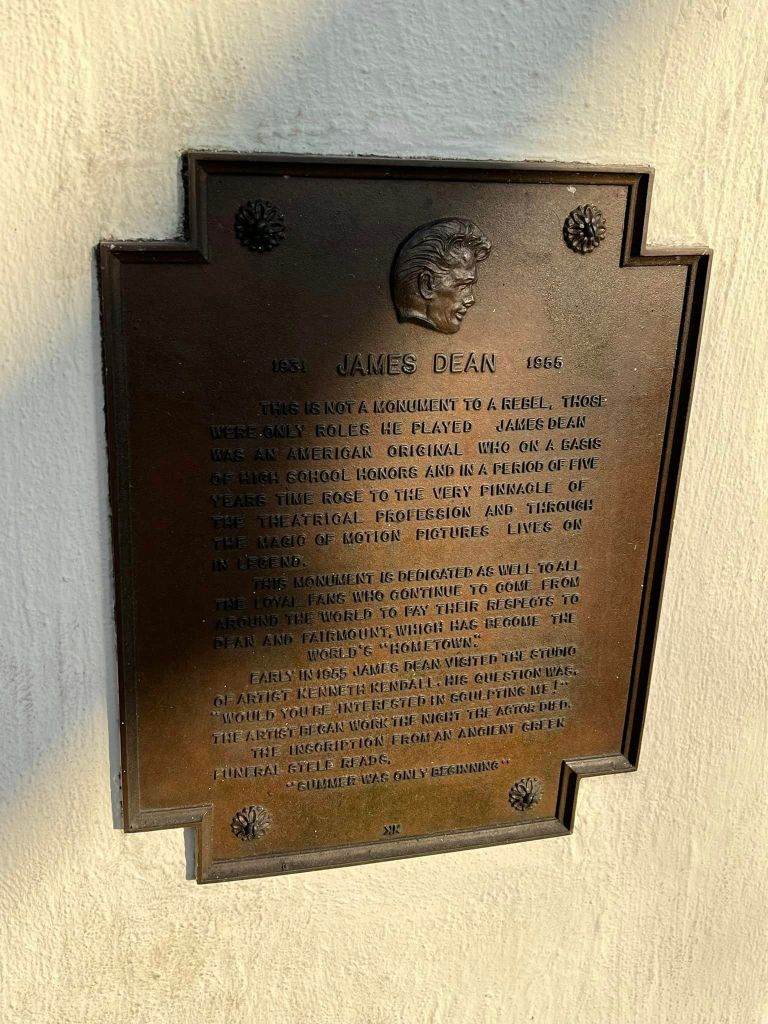 1931 JAMES DEAN 1955
THIS IS NOT A MONUMENT TO A REBEL, THOSE
WERE ONLY ROLES HE PLAYED JAMES DEAN
WAS AN AMERICAN ORIGINAL WHO ON A BASIS
OF HIGH SCHOOL HONORS AND IN A PERIOD OF FIVE
YEARS TIME ROSE TO THE VERY PINNACLE OF
THE THEATRICAL PROFESSION AND THROUGH
THE MAGIC OF MOTION PICTURES LIVES ON
IN LEGEND.
THIS MONUMENT IS DEDICATED AS WELL TO ALL
THE LOYAL FANS WHO CONTINUE TO COME FROM
AROUND THE WORLD TO PAY THEIR RESPECTS TO
DEAN AND FAIRMOUNT, WHICH HAS BECOME THE
WORLD'S "HOMETOWN."
EARLY IN 1955 JAMES DEAN VISITED THE STUDIO
OF ARTIST KENNETH KENDALL. HIS QUESTION WAS,
"WOULD YOU BE INTERESTED IN SCULPTING ME!"
THE ARTIST BEGAN WORK THE NIGHT THE ACTOR DIED.
THE INSCRIPTION FROM AN ANCIENT GREEK
FUNERAL STELE READS,
"SUMMER WAS ONLY BEGINNING"
KK